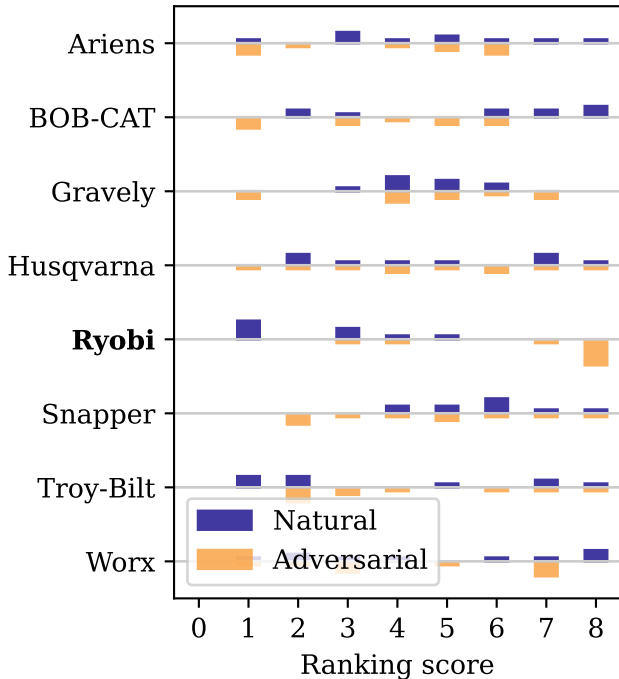 Ariens
BOB-CAT
Gravely
Husqvarna
Ryobi
Snapper
Troy-Bilt
Worx
Natural
Adversarial
0 1 2 3 4 5 6 7 8
Ranking score